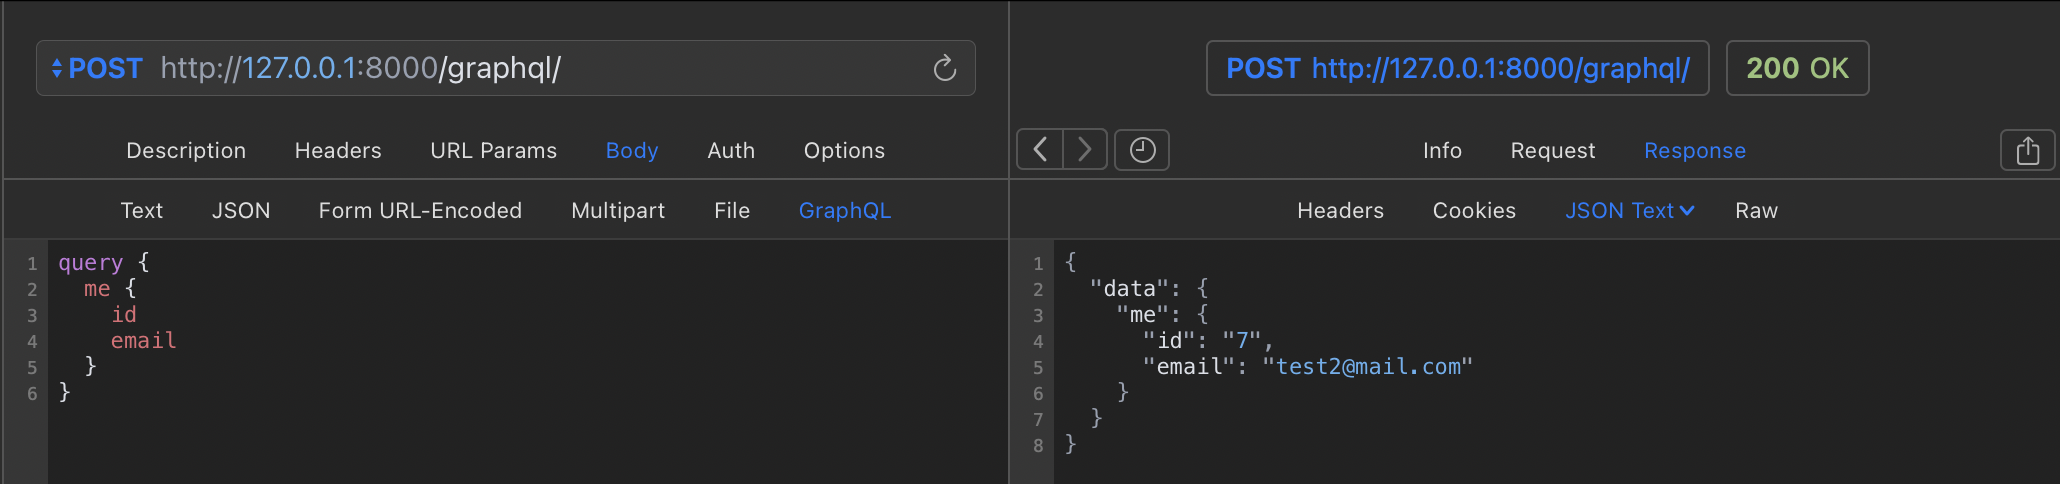 POST http://127.0.0.1:8000/graphql/
Description Headers URL Params Body Auth Options
Text JSON Form URL-Encoded Multipart File GraphQL
1 query {
2 me {
3 id
4 email
5 }
6 }
POST http://127.0.0.1:8000/graphql/ 200 OK
Info Request Response
Headers Cookies JSON Text Raw
1 {
2 "data": {
3 "me": {
4 "id": "7",
5 "email": "test2@mail.com"
6 }
7 }
8 }